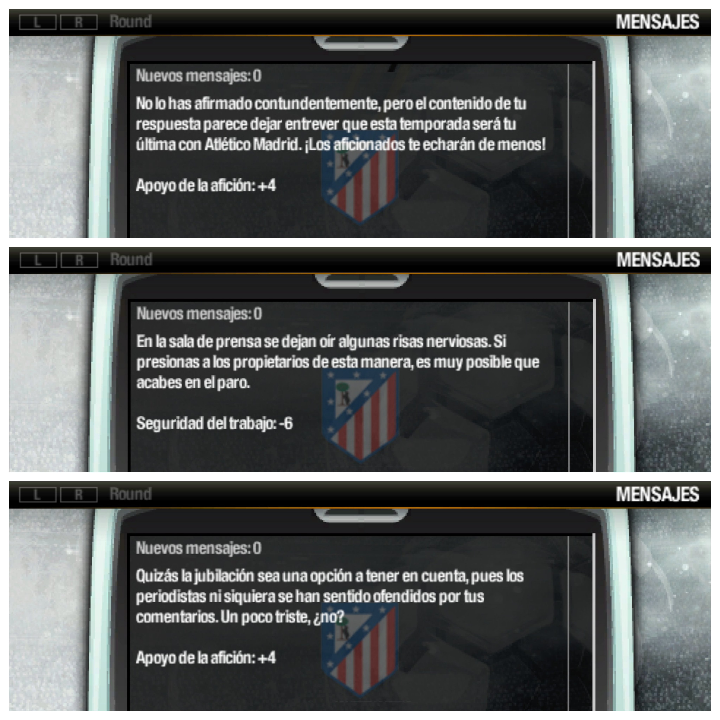 L R Round MENSAJES
Nuevos mensajes: 0
No lo has afirmado contundentemente, pero el contenido de tu
respuesta parece dejar entrever que esta temporada será tu
última con Atlético Madrid. ¡Los aficionados te echarán de menos!
Apoyo de la afición: +4
L R Round MENSAJES
Nuevos mensajes: 0
En la sala de prensa se dejan oír algunas risas nerviosas. Si
presionas a los propietarios de esta manera, es muy posible que
acabes en el paro.
Seguridad del trabajo: -6
L R Round MENSAJES
Nuevos mensajes: 0
Quizás la jubilación sea una opción a tener en cuenta, pues los
periodistas ni siquiera se han sentido ofendidos por tus
comentarios. Un poco triste, ¿no?
Apoyo de la afición: +4